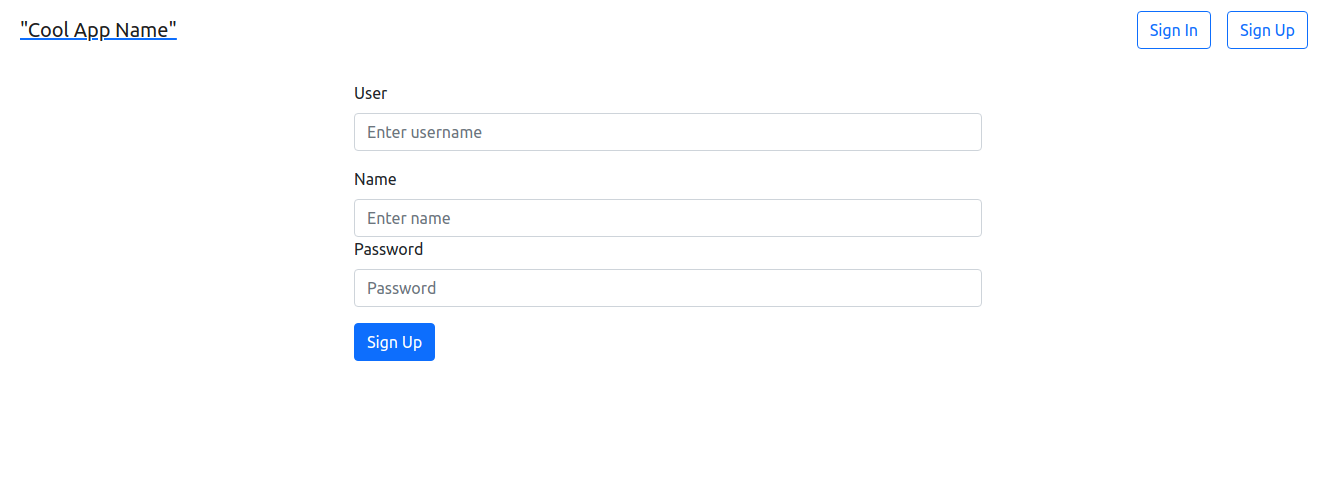 "Cool App Name"
Sign In
Sign Up
User
Enter username
Name
Enter name
Password
Password
Sign Up